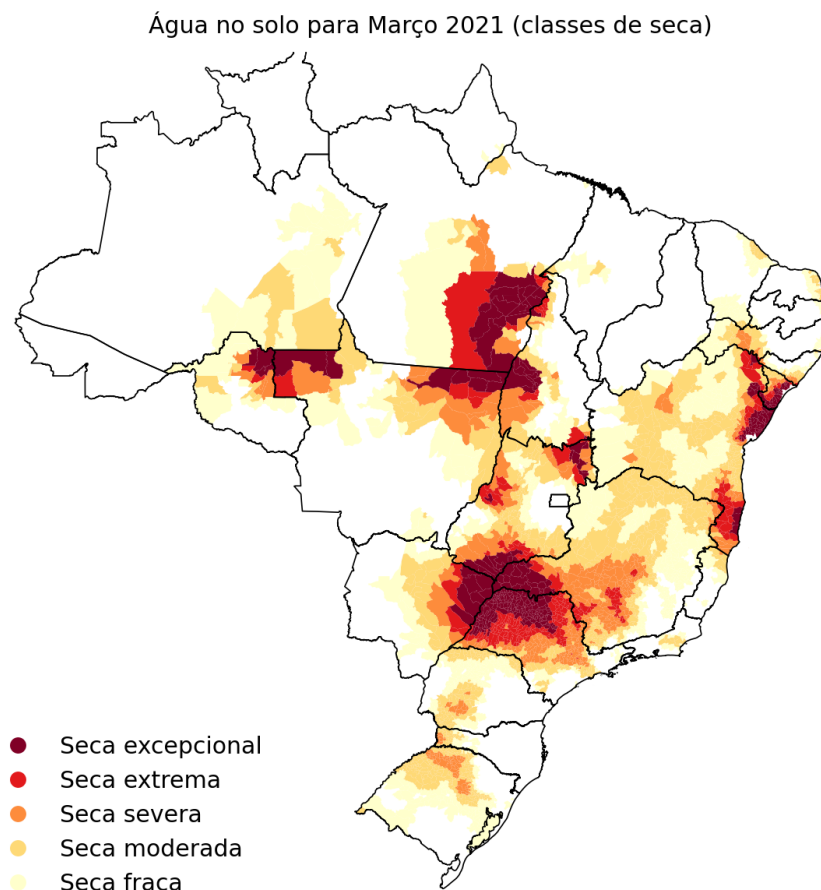 Água no solo para Março 2021 (classes de seca)
Seca excepcional
Seca extrema
Seca severa
Seca moderada
Seca fraca